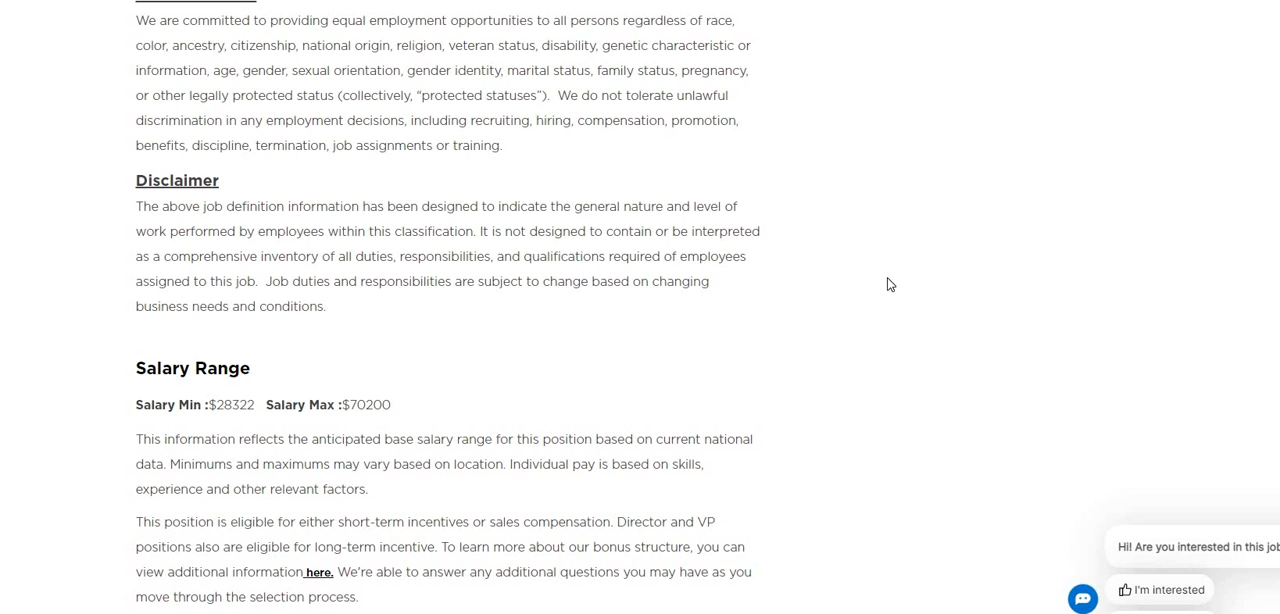 We are committed to providing equal employment opportunities to all persons regardless of race,
color, ancestry, citizenship, national origin, religion, veteran status, disability, genetic characteristic or
information, age, gender, sexual orientation, gender identity, marital status, family status, pregnancy,
or other legally protected status (collectively, “protected statuses”).  We do not tolerate unlawful
discrimination in any employment decisions, including recruiting, hiring, compensation, promotion,
benefits, discipline, termination, job assignments or training.
Disclaimer
The above job definition information has been designed to indicate the general nature and level of
work performed by employees within this classification. It is not designed to contain or be interpreted
as a comprehensive inventory of all duties, responsibilities, and qualifications required of employees
assigned to this job.  Job duties and responsibilities are subject to change based on changing
business needs and conditions.
Salary Range
Salary Min :$28322   Salary Max :$70200
This information reflects the anticipated base salary range for this position based on current national
data. Minimums and maximums may vary based on location. Individual pay is based on skills,
experience and other relevant factors.
This position is eligible for either short-term incentives or sales compensation. Director and VP
positions also are eligible for long-term incentive. To learn more about our bonus structure, you can
view additional information here. We're able to answer any additional questions you may have as you
move through the selection process.
Hi! Are you interested in this job
I'm interested